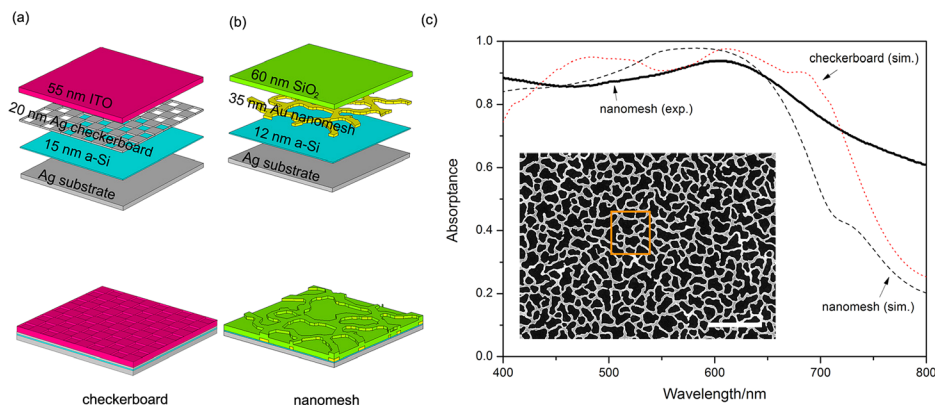 (a)
(b)
(c)
55 nm ITO
20 nm Ag checkerboard
15 nm a-Si
Ag substrate
checkerboard
60 nm SiO₂
35 nm Au nanomesh
12 nm a-Si
Ag substrate
nanomesh
Absorptance
1.0
0.8
0.6
0.4
0.2
0.0
checkerboard (sim.)
nanomesh (exp.)
nanomesh (sim.)
400
500
600
700
800
Wavelength/nm